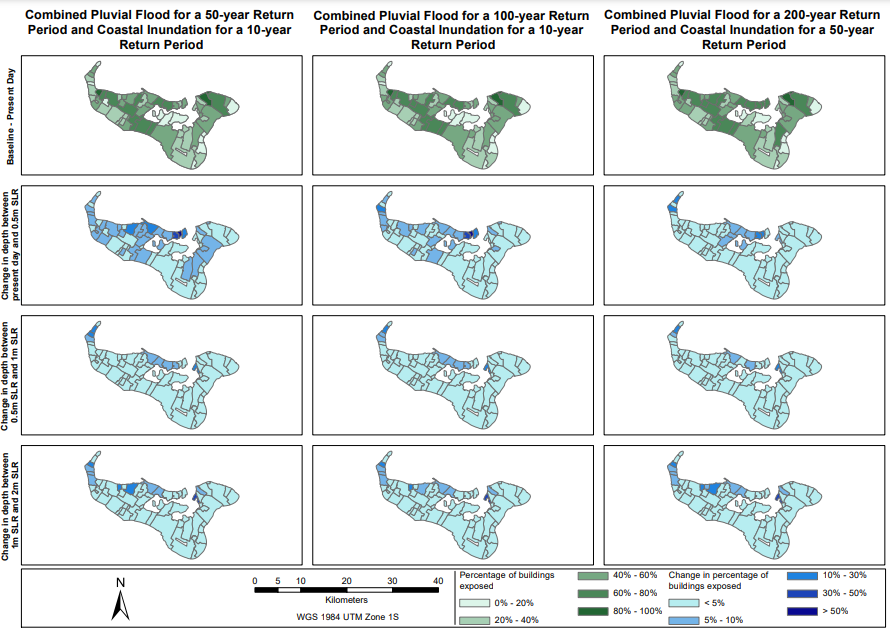 Combined Pluvial Flood for a 50-year Return
Period and Coastal Inundation for a 10-year
Return Period
Combined Pluvial Flood for a 100-year Return
Period and Coastal Inundation for a 10-year
Return Period
Combined Pluvial Flood for a 200-year Return
Period and Coastal Inundation for a 50-year
Return Period
Baseline - Present Day
Change in depth between
present day and 0.5m SLR
Change in depth between
0.5m SLR and 1m SLR
Change in depth between
1m SLR and 2m SLR
N
0 5 10 20 30 40
Kilometers
WGS 1984 UTM Zone 1S
Percentage of buildings
exposed
0% - 20%
20% - 40%
40% - 60%
60% - 80%
80% - 100%
Change in percentage of
buildings exposed
< 5%
5% - 10%
10% - 30%
30% - 50%
> 50%